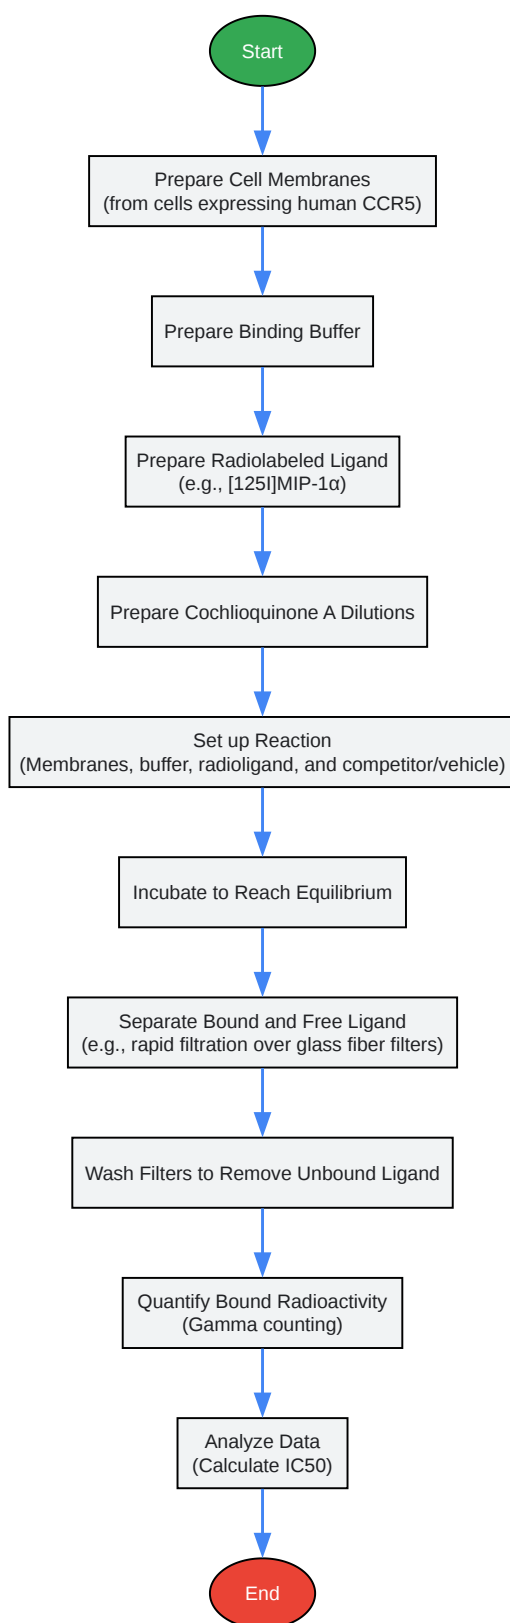 Start
Prepare Cell Membranes
(from cells expressing human CCR5)
Prepare Binding Buffer
Prepare Radiolabeled Ligand
(e.g., [125I]MIP-1α)
Prepare Cochlioquinone A Dilutions
Set up Reaction
(Membranes, buffer, radioligand, and competitor/vehicle)
Incubate to Reach Equilibrium
Separate Bound and Free Ligand
(e.g., rapid filtration over glass fiber filters)
Wash Filters to Remove Unbound Ligand
Quantify Bound Radioactivity
(Gamma counting)
Analyze Data
(Calculate IC50)
End